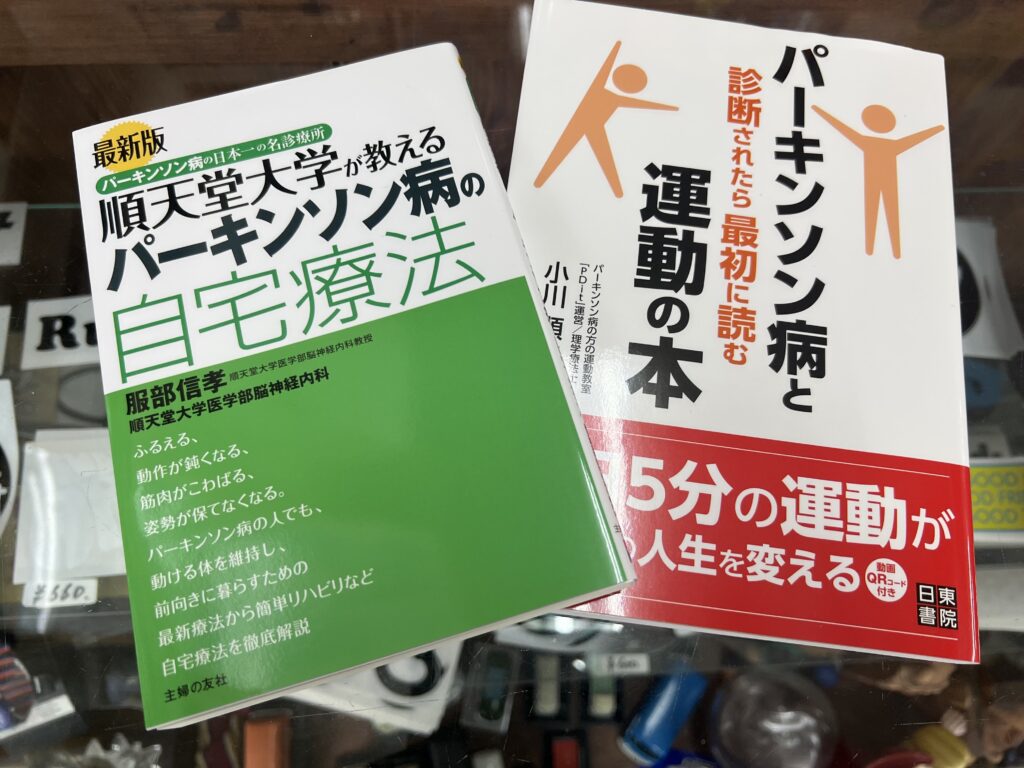 最新版
パーキンソン病の日本一の名診療所
順天堂大学が教える
パーキンソン病の
自宅療法
服部信孝 順天堂大学医学部脳神経内科教授
順天堂大学医学部脳神経内科
ふるえる、
動作が鈍くなる、
筋肉がこわばる、
姿勢が保てなくなる。
パーキンソン病の人でも、
動ける体を維持し、
前向きに暮らすための
最新療法から簡単リハビリなど
自宅療法を徹底解説
主婦の友社
パーキンソン病と
診断されたら最初に読む
運動の本
パーキンソン病の方の運動教室
「PDit」運営/理学療法
小川順
5分の運動が
人生を変える
動画
QRコード
付き
日東
書院
Ru
¥660.
GOOD
GOOD
GOOD